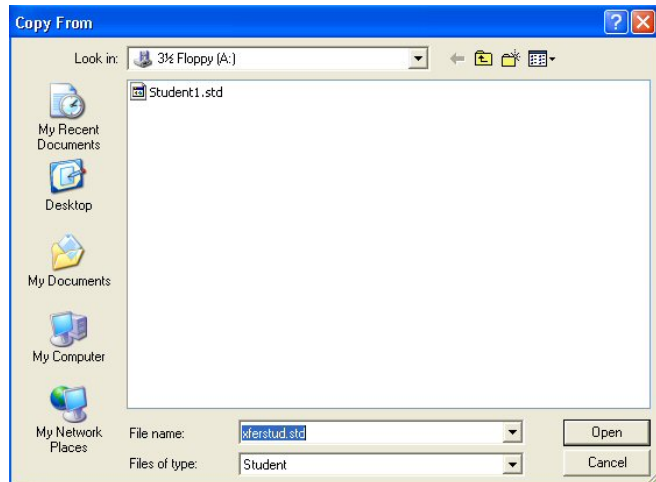 Copy From
Look in: 3½ Floppy (A:)
Student1.std
My Recent
Documents
Desktop
My Documents
My Computer
My Network
Places
File name: xferstud.std Open
Files of type: Student Cancel